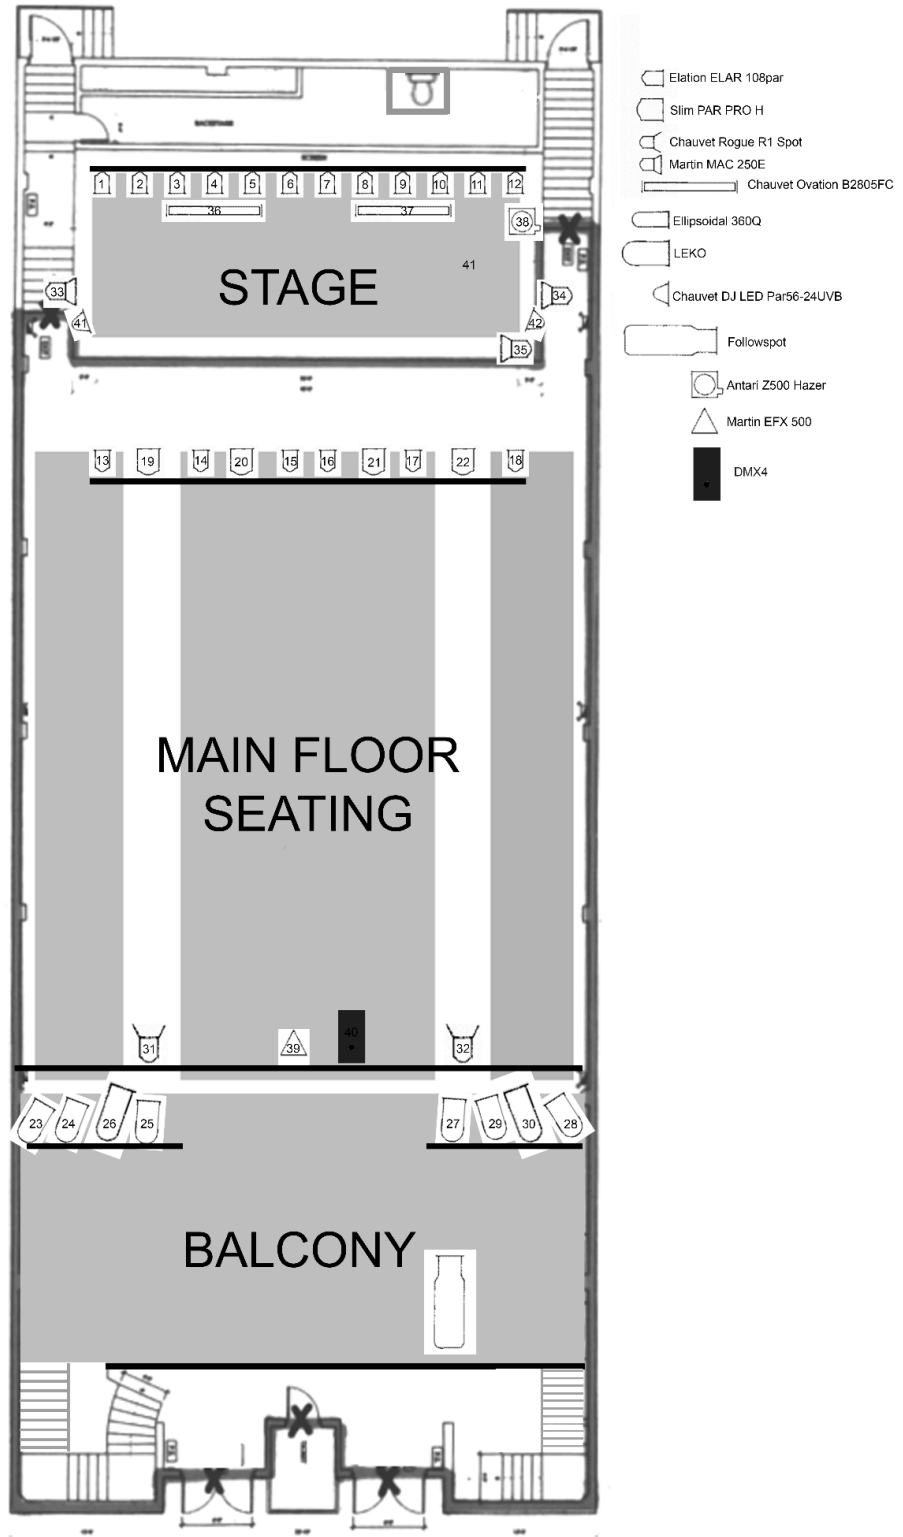 BACKSTAGE
SCREEN
1 2 3 4 5 6 7 8 9 10 11 12
36 37
38
41
STAGE
33 34
41 42
35
13 19 14 20 15 16 21 17 22 18
MAIN FLOOR
SEATING
31 39 40 32
23 24 26 25 27 29 30 28
BALCONY
TICKET
Elation ELAR 108par
Slim PAR PRO H
Chauvet Rogue R1 Spot
Martin MAC 250E
Chauvet Ovation B2805FC
Ellipsoidal 360Q
LEKO
Chauvet DJ LED Par56-24UVB
Followspot
Antari Z500 Hazer
Martin EFX 500
DMX4